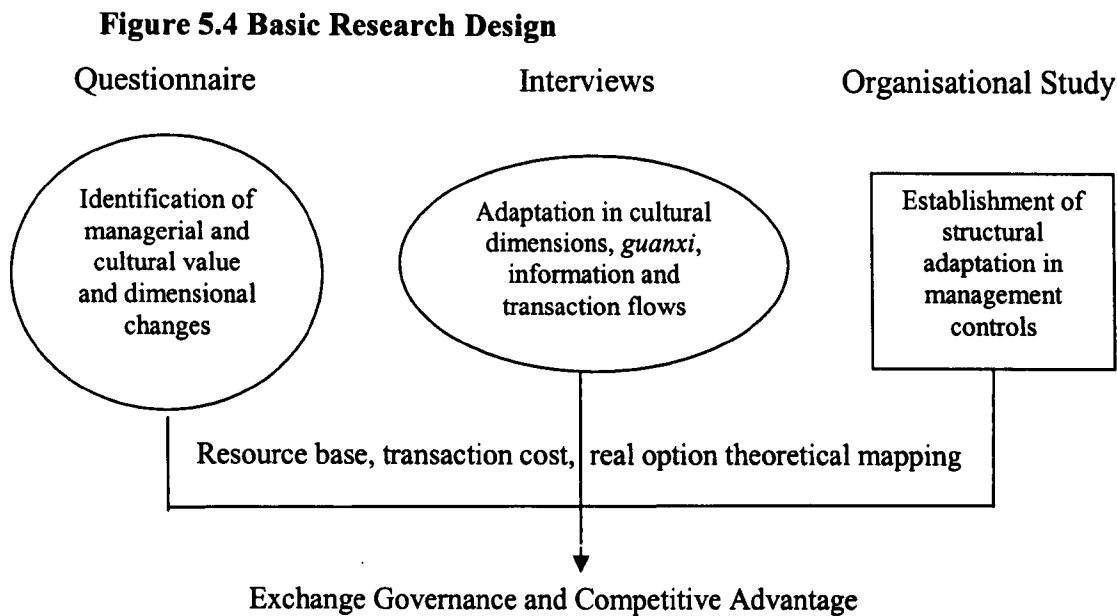 Figure 5.4 Basic Research Design
Questionnaire
Interviews
Organisational Study
Identification of
managerial and
cultural value
and dimensional
changes
Adaptation in cultural
dimensions, guanxi,
information and
transaction flows
Establishment of
structural
adaptation in
management
controls
Resource base, transaction cost, real option theoretical mapping
Exchange Governance and Competitive Advantage